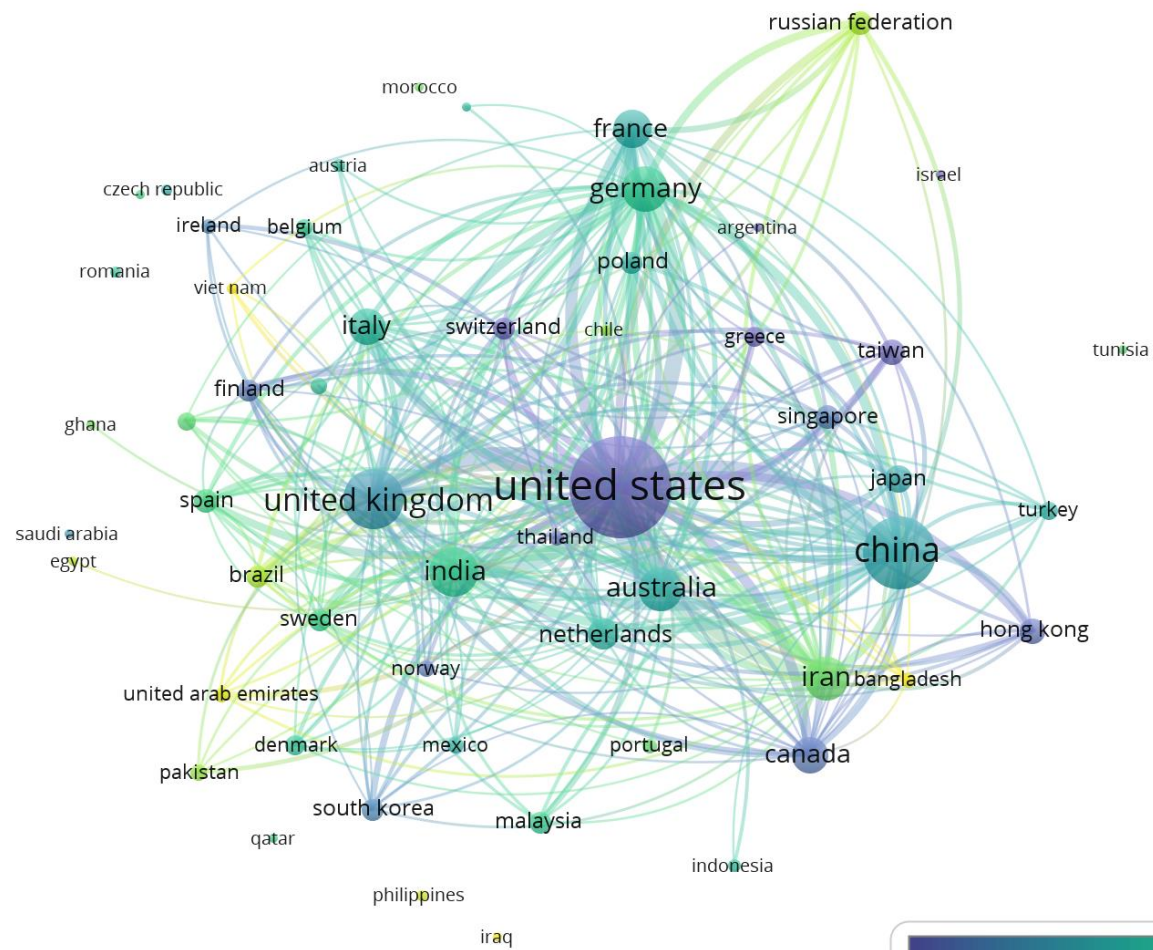 russian federation
morocco
france
austria
israel
czech republic
germany
ireland
belgium
argentina
poland
romania
viet nam
italy
switzerland
chile
greece
taiwan
tunisia
finland
singapore
ghana
japan
united states
spain
united kingdom
turkey
saudi arabia
thailand
china
egypt
brazil
india
australia
sweden
netherlands
hong kong
norway
iran
bangladesh
united arab emirates
denmark
mexico
portugal
canada
pakistan
south korea
malaysia
qatar
indonesia
philippines
iraq